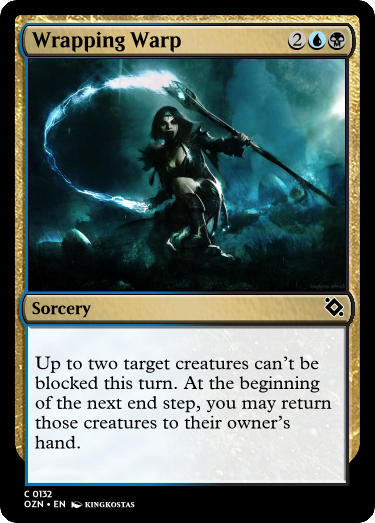 Wrapping Warp
2
Sorcery
Up to two target creatures can't be
blocked this turn. At the beginning
of the next end step, you may return
those creatures to their owner's
hand.
C 0132
OZN • EN KINGKOSTAS